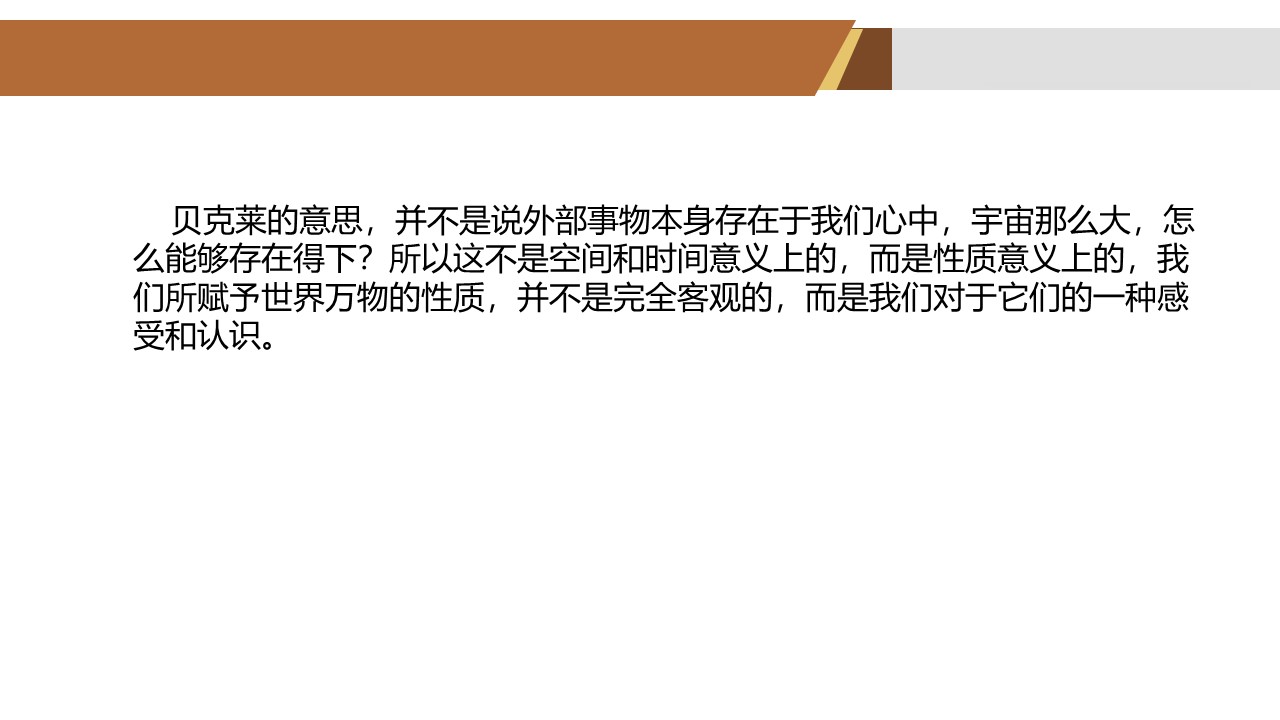 贝克莱的意思，并不是说外部事物本身存在于我们心中，宇宙那么大，怎
么能够存在得下？所以这不是空间和时间意义上的，而是性质意义上的，我
们所赋予世界万物的性质，并不是完全客观的，而是我们对于它们的一种感
受和认识。